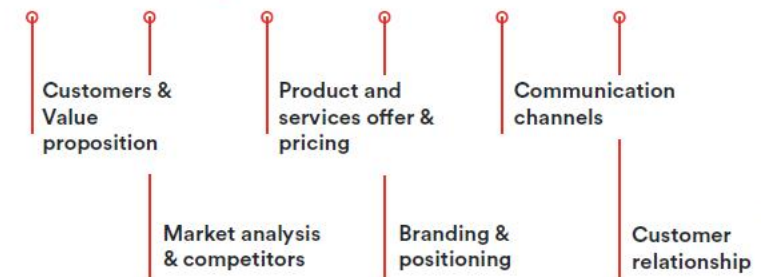 Customers &
Value
proposition
Market analysis
& competitors
Product and
services offer &
pricing
Branding &
positioning
Communication
channels
Customer
relationship